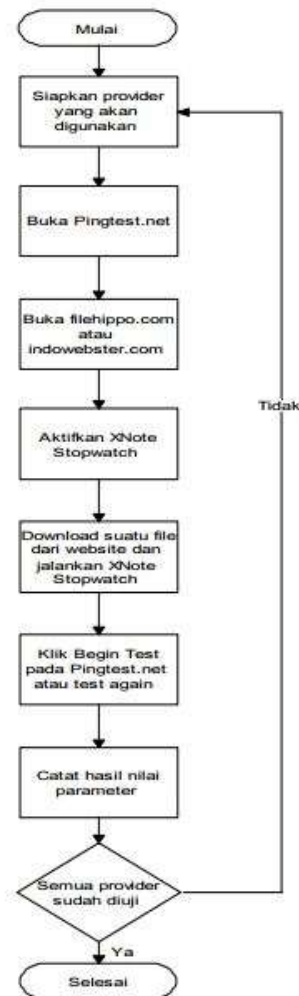 Mulai
Siapkan provider
yang akan
digunakan
Buka Pingtest.net
Buka filehippo.com
atau
indowebster.com
Aktifkan XNote
Stopwatch
Download suatu file
dari website dan
jalankan XNote
Stopwatch
Klik Begin Test
pada Pingtest.net
atau test again
Catat hasil nilai
parameter
Semua provider
sudah diuji
Tidak
Ya
Selesai